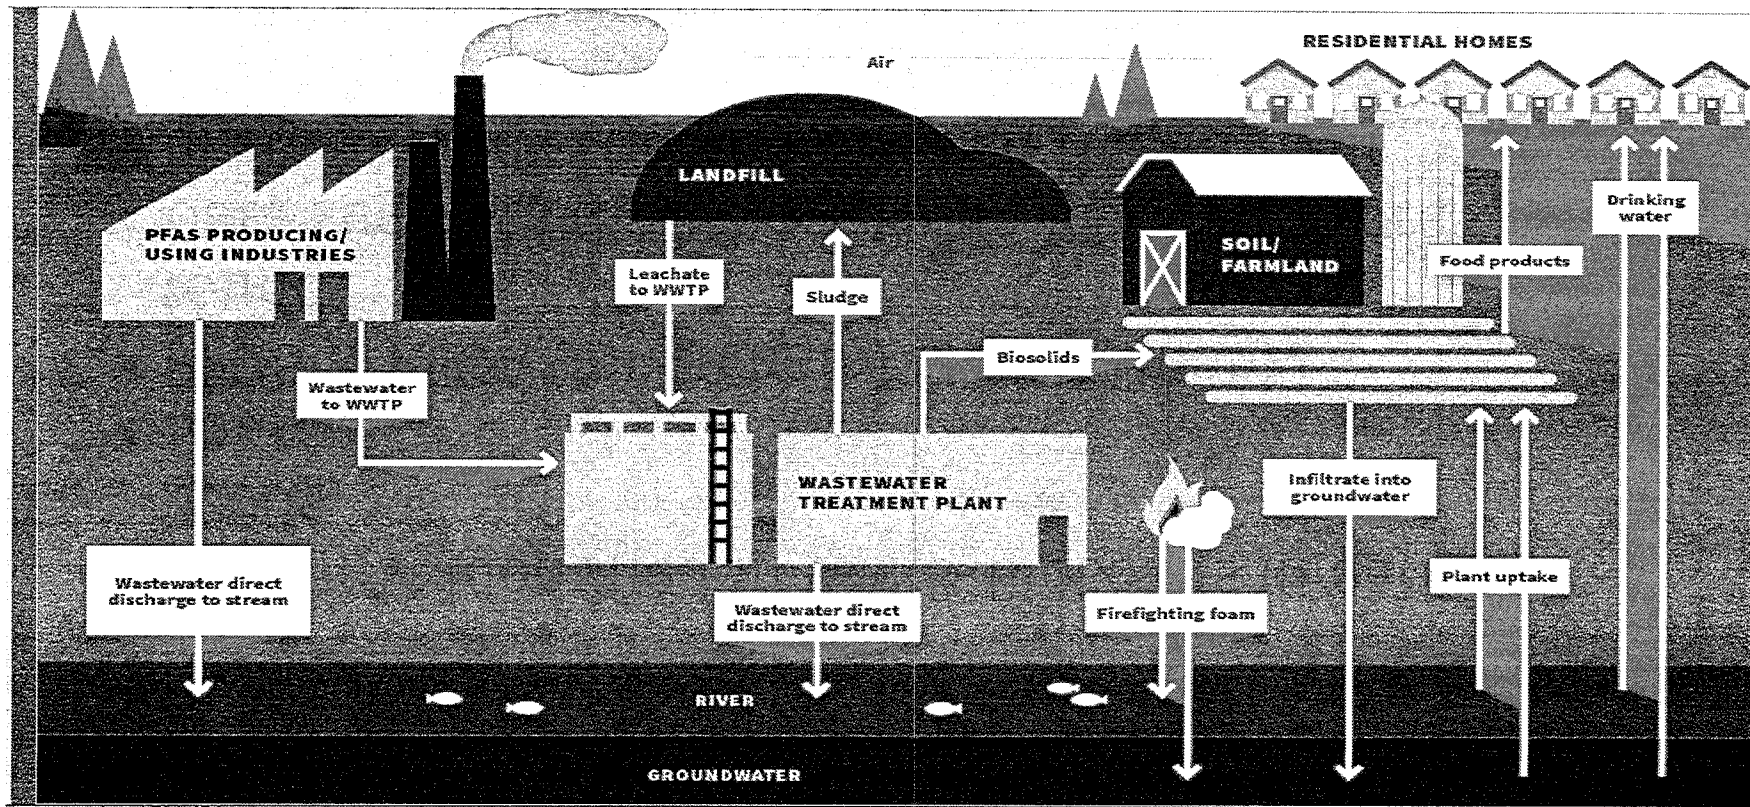 RESIDENTIAL HOMES
Air
LANDFILL
PFAS PRODUCING/
USING INDUSTRIES
Drinking
water
SOIL/
FARMLAND
Food products
Leachate
to WWTP
Sludge
Biosolids
Wastewater
to WWTP
WASTEWATER
TREATMENT PLANT
Infiltrate into
groundwater
Plant uptake
Wastewater direct
discharge to stream
Wastewater direct
discharge to stream
Firefighting foam
RIVER
GROUNDWATER